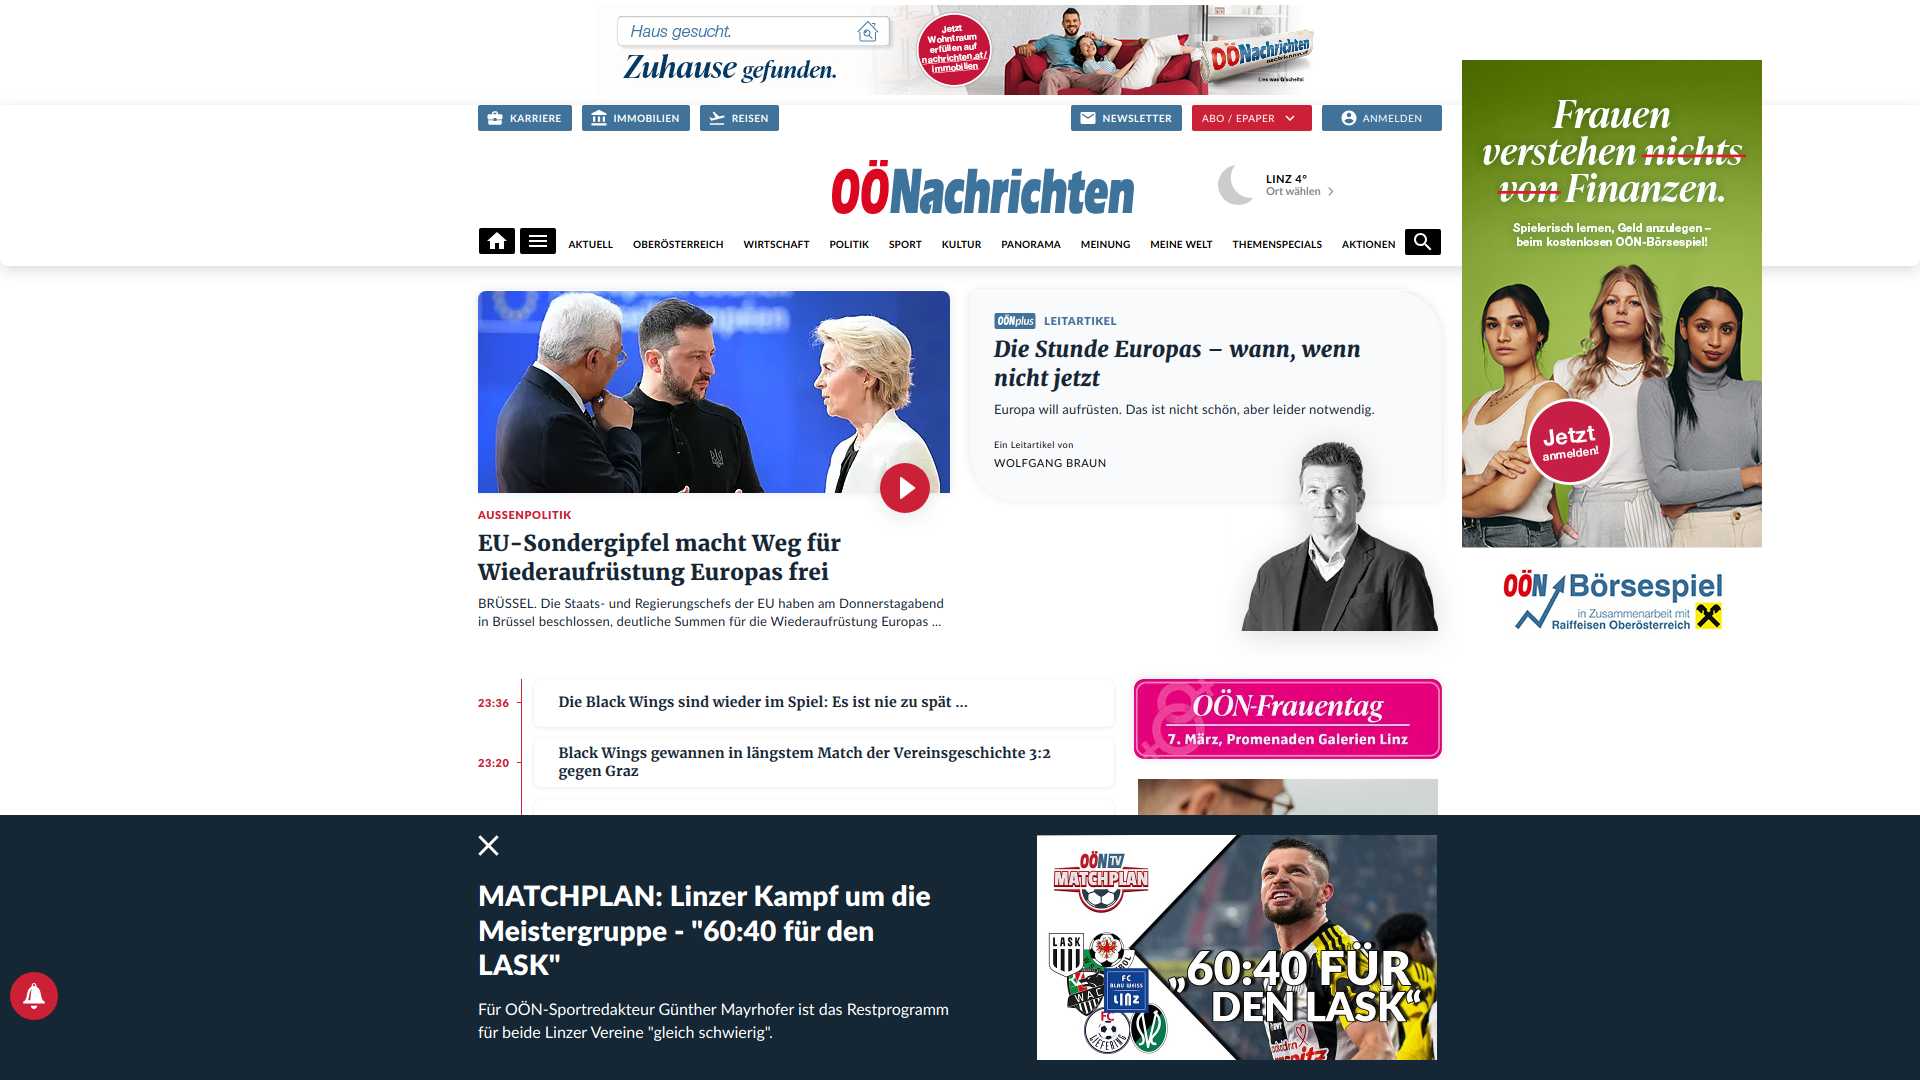 Haus gesucht.
Zuhause gefunden.
Jetzt
Wohntraum
erfüllen auf
nachrichten.at/
immobilien
OÖNachrichten
Lies was G'scheits!
KARRIERE
IMMOBILIEN
REISEN
NEWSLETTER
ABO / EPAPER
ANMELDEN
OÖNachrichten
LINZ 4°
Ort wählen
AKTUELL
OBERÖSTERREICH
WIRTSCHAFT
POLITIK
SPORT
KULTUR
PANORAMA
MEINUNG
MEINE WELT
THEMENSPECIALS
AKTIONEN
Frauen
verstehen nichts
von Finanzen.
Spielerisch lernen, Geld anzulegen –
beim kostenlosen OÖN-Börsespiel!
Jetzt
anmelden!
OÖN Börsespiel
in Zusammenarbeit mit
Raiffeisen Oberösterreich
AUSSENPOLITIK
EU-Sondergipfel macht Weg für
Wiederaufrüstung Europas frei
BRÜSSEL. Die Staats- und Regierungschefs der EU haben am Donnerstagabend
in Brüssel beschlossen, deutliche Summen für die Wiederaufrüstung Europas ...
OÖNplus LEITARTIKEL
Die Stunde Europas – wann, wenn
nicht jetzt
Europa will aufrüsten. Das ist nicht schön, aber leider notwendig.
Ein Leitartikel von
WOLFGANG BRAUN
23:36
Die Black Wings sind wieder im Spiel: Es ist nie zu spät ...
23:20
Black Wings gewannen in längstem Match der Vereinsgeschichte 3:2
gegen Graz
OÖN-Frauentag
7. März, Promenaden Galerien Linz
MATCHPLAN: Linzer Kampf um die
Meistergruppe - "60:40 für den
LASK"
Für OÖN-Sportredakteur Günther Mayrhofer ist das Restprogramm
für beide Linzer Vereine "gleich schwierig".
OÖN TV
MATCHPLAN
LASK
WAC
FC
BLAU WEISS
LINZ
FC
LIEFERING
SV
„60:40 FÜR
DEN LASK“